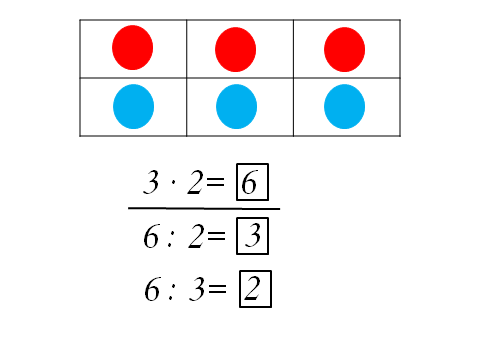 3 · 2= 6
6 : 2= 3
6 : 3= 2